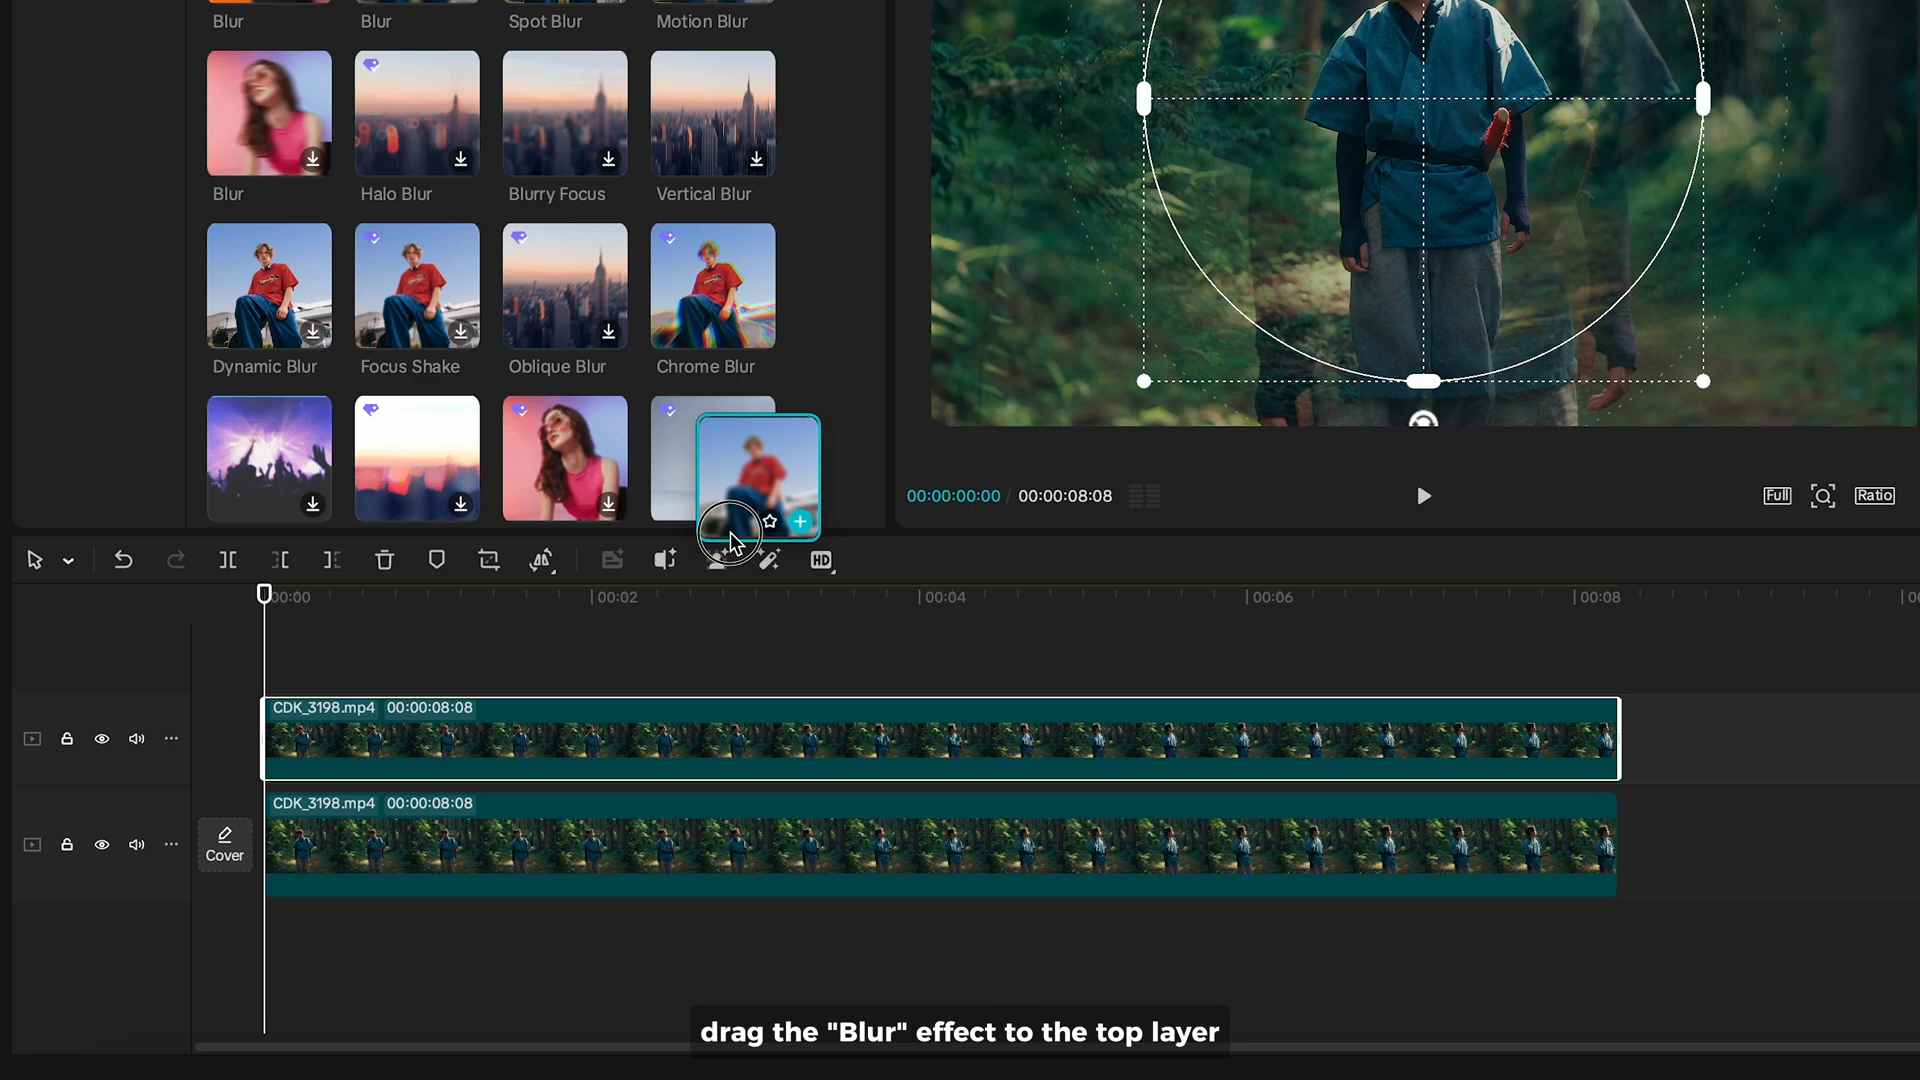 Blur
Blur
Spot Blur
Motion Blur
Blur
Halo Blur
Blurry Focus
Vertical Blur
Dynamic Blur
Focus Shake
Oblique Blur
Chrome Blur
00:00:00:00 / 00:00:08:08
Full
Ratio
HD
00:00
00:02
00:04
00:06
00:08
CDK_3198.mp4 00:00:08:08
CDK_3198.mp4 00:00:08:08
Cover
drag the "Blur" effect to the top layer